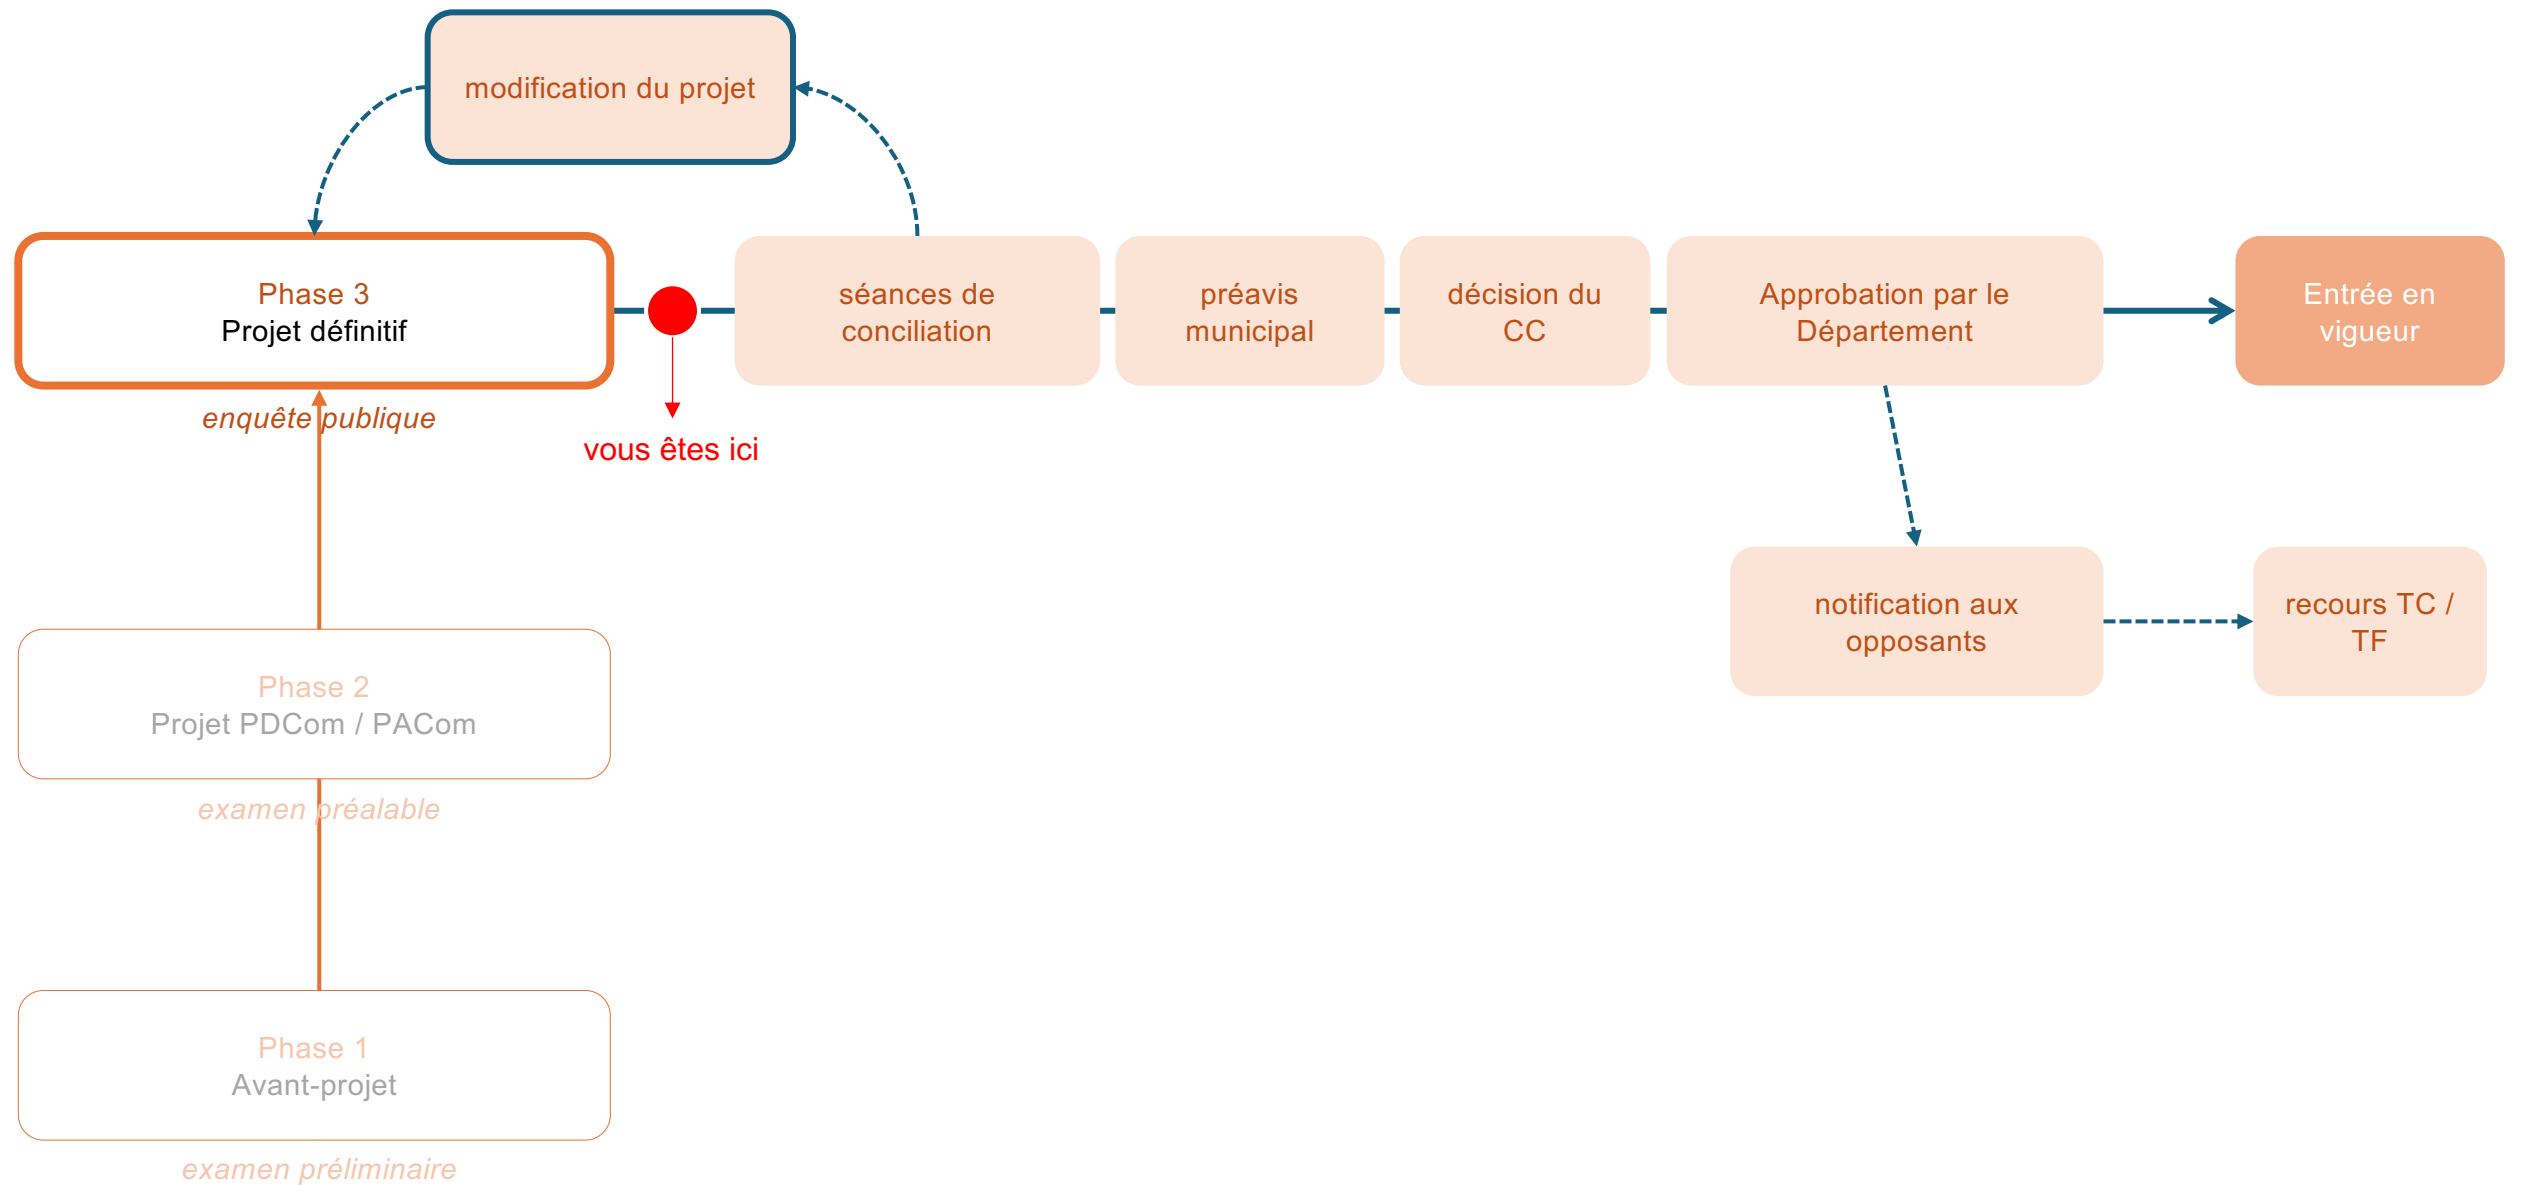 modification du projet
Phase 3
Projet définitif
enquête publique
vous êtes ici
séances de
conciliation
préavis
municipal
décision du
CC
Approbation par le
Département
Entrée en
vigueur
notification aux
opposants
recours TC /
TF
Phase 2
Projet PDCom / PACom
examen préalable
Phase 1
Avant-projet
examen préliminaire